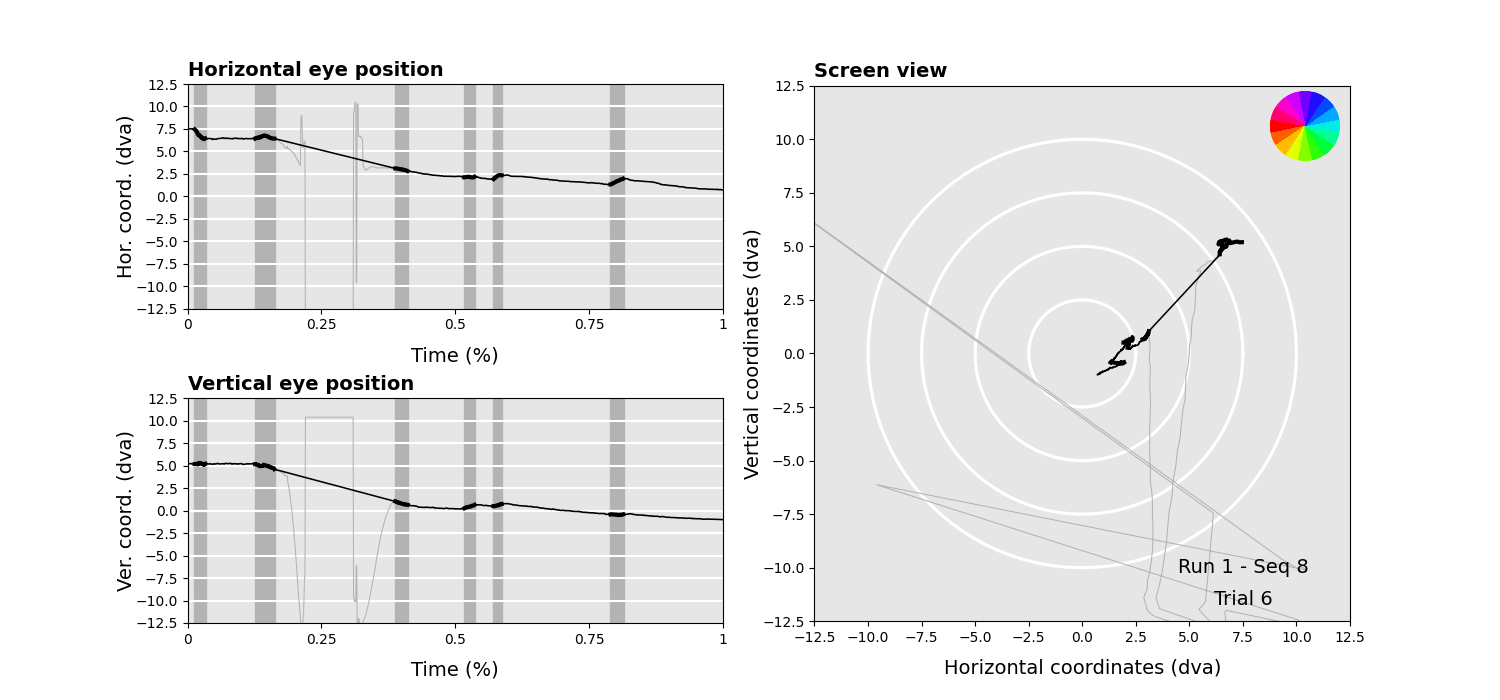 Horizontal eye position
Hor. coord. (dva)
12.5
10.0
7.5
5.0
2.5
0.0
−2.5
−5.0
−7.5
−10.0
−12.5
0 0.25 0.5 0.75 1
Time (%)
Vertical eye position
Ver. coord. (dva)
12.5
10.0
7.5
5.0
2.5
0.0
−2.5
−5.0
−7.5
−10.0
−12.5
0 0.25 0.5 0.75 1
Time (%)
Screen view
Vertical coordinates (dva)
12.5
10.0
7.5
5.0
2.5
0.0
−2.5
−5.0
−7.5
−10.0
−12.5
Run 1 - Seq 8
Trial 6
−12.5 −10.0 −7.5 −5.0 −2.5 0.0 2.5 5.0 7.5 10.0 12.5
Horizontal coordinates (dva)